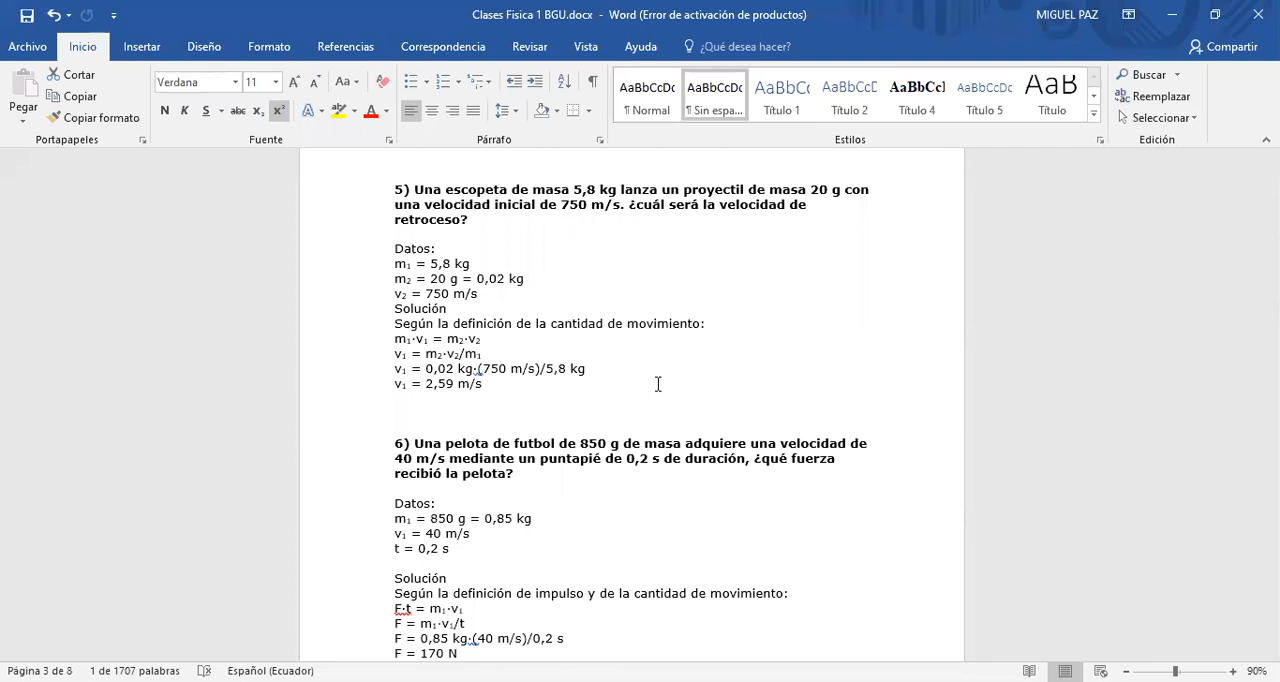 Clases Fisica 1 BGU.docx - Word (Error de activación de productos)
MIGUEL PAZ
Archivo Inicio Insertar Diseño Formato Referencias Correspondencia Revisar Vista Ayuda ¿Qué desea hacer? Compartir
Pegar
Cortar
Copiar
Copiar formato
Portapapeles
Verdana 11
N K S abc x₂ x²
Fuente
Párrafo
AaBbCcDc AaBbCcDc AaBbCc AaBbCcD AaBbCcI AaBbCcDc AaB
¶ Normal ¶ Sin espa... Título 1 Título 2 Título 4 Título 5 Título
Estilos
Buscar
Reemplazar
Seleccionar
Edición
5) Una escopeta de masa 5,8 kg lanza un proyectil de masa 20 g con
una velocidad inicial de 750 m/s. ¿cuál será la velocidad de
retroceso?
Datos:
m₁ = 5,8 kg
m₂ = 20 g = 0,02 kg
v₂ = 750 m/s
Solución
Según la definición de la cantidad de movimiento:
m₁·v₁ = m₂·v₂
v₁ = m₂·v₂/m₁
v₁ = 0,02 kg·(750 m/s)/5,8 kg
v₁ = 2,59 m/s
6) Una pelota de futbol de 850 g de masa adquiere una velocidad de
40 m/s mediante un puntapié de 0,2 s de duración, ¿qué fuerza
recibió la pelota?
Datos:
m₁ = 850 g = 0,85 kg
v₁ = 40 m/s
t = 0,2 s
Solución
Según la definición de impulso y de la cantidad de movimiento:
F·t = m₁·v₁
F = m₁·v₁/t
F = 0,85 kg·(40 m/s)/0,2 s
F = 170 N
Página 3 de 8 1 de 1707 palabras Español (Ecuador) 90%